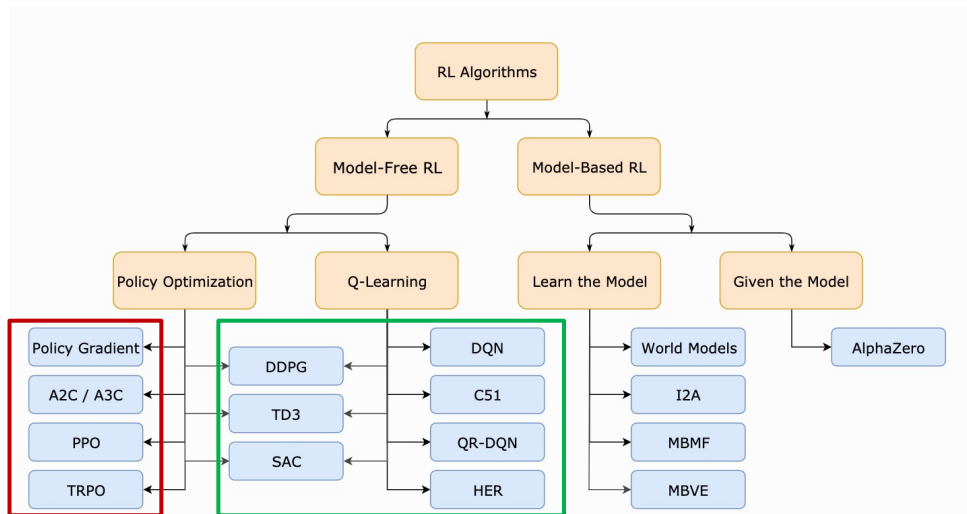 RL Algorithms
Model-Free RL
Model-Based RL
Policy Optimization
Q-Learning
Learn the Model
Given the Model
Policy Gradient
DDPG
DQN
World Models
AlphaZero
A2C / A3C
TD3
C51
I2A
PPO
SAC
QR-DQN
MBMF
TRPO
HER
MBVE